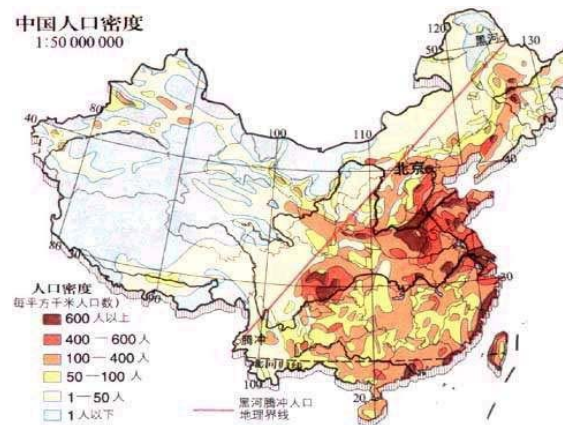 中国人口密度
1:50 000 000
120
50
黑河
130
40
80
100
110
北京
40
80
90
30
人口密度
每平方千米人口数)
600 人以上
400 — 600 人
100 — 400 人
50 — 100 人
1 — 50 人
1 人以下
腾冲
100
20
黑河腾冲人口
地理界线